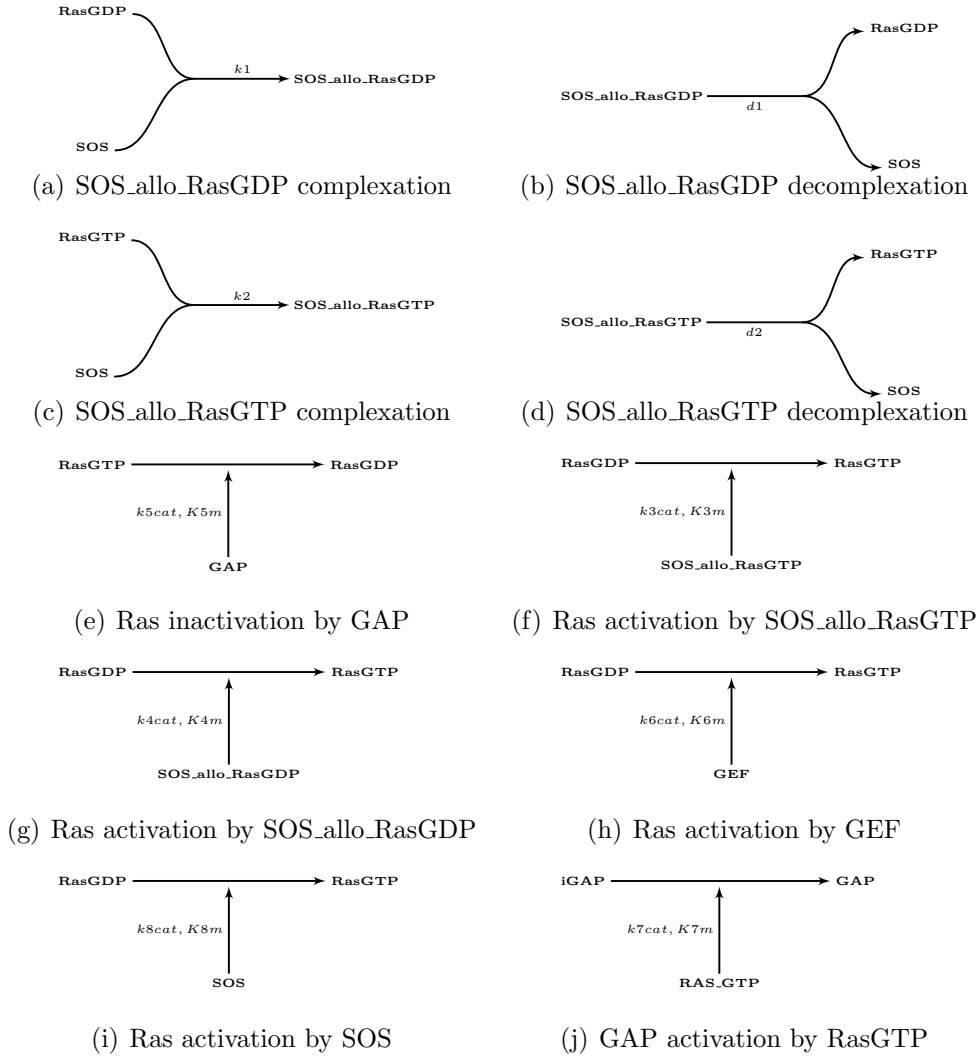 RasGDP
k1
SOS_allo_RasGDP
SOS
(a) SOS_allo_RasGDP complexation
RasGDP
SOS_allo_RasGDP
d1
SOS
(b) SOS_allo_RasGDP decomplexation
RasGTP
k2
SOS_allo_RasGTP
SOS
(c) SOS_allo_RasGTP complexation
RasGTP
SOS_allo_RasGTP
d2
SOS
(d) SOS_allo_RasGTP decomplexation
RasGTP
RasGDP
k5cat, K5m
GAP
(e) Ras inactivation by GAP
RasGDP
RasGTP
k3cat, K3m
SOS_allo_RasGTP
(f) Ras activation by SOS_allo_RasGTP
RasGDP
RasGTP
k4cat, K4m
SOS_allo_RasGDP
(g) Ras activation by SOS_allo_RasGDP
RasGDP
RasGTP
k6cat, K6m
GEF
(h) Ras activation by GEF
RasGDP
RasGTP
k8cat, K8m
SOS
(i) Ras activation by SOS
iGAP
GAP
k7cat, K7m
RAS_GTP
(j) GAP activation by RasGTP